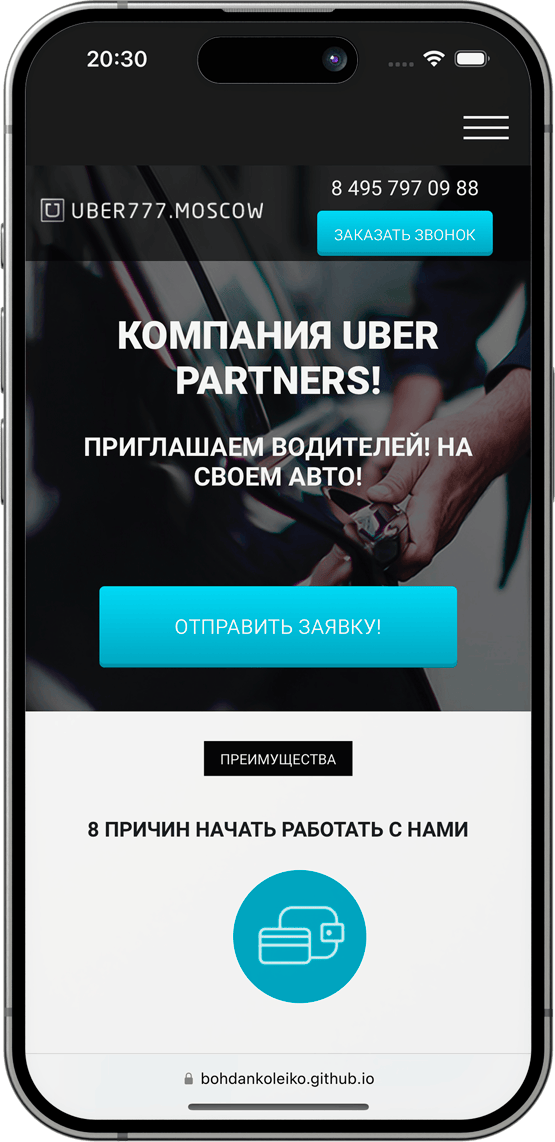 20:30
UBER777.MOSCOW
8 495 797 09 88
ЗАКАЗАТЬ ЗВОНОК
КОМПАНИЯ UBER
PARTNERS!
ПРИГЛАШАЕМ ВОДИТЕЛЕЙ! НА
СВОЕМ АВТО!
ОТПРАВИТЬ ЗАЯВКУ!
ПРЕИМУЩЕСТВА
8 ПРИЧИН НАЧАТЬ РАБОТАТЬ С НАМИ
bohdankoleiko.github.io